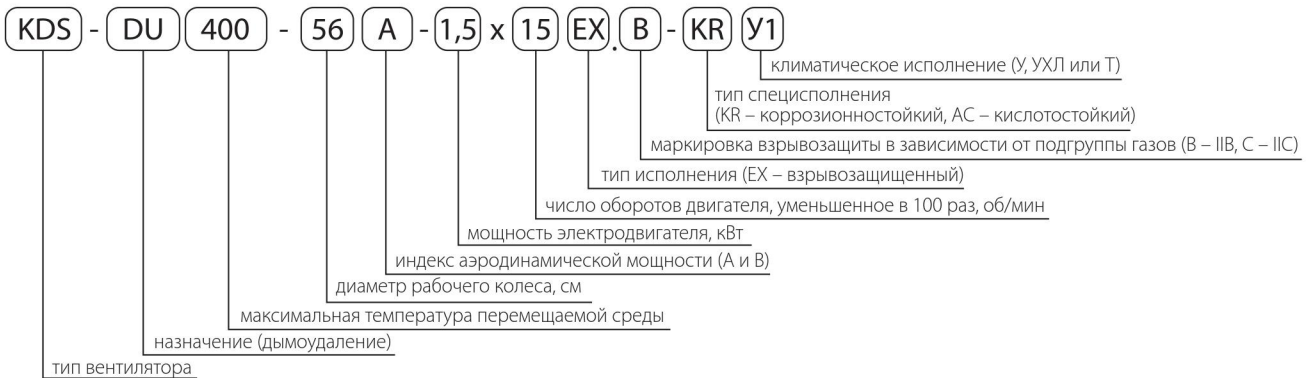 KDS - DU 400 - 56 A - 1,5 x 15 EX . B - KR У1
климатическое исполнение (У, УХЛ или Т)
тип специсполнения
(KR – коррозионностойкий, АС – кислотостойкий)
маркировка взрывозащиты в зависимости от подгруппы газов (В – IIB, С – IIC)
тип исполнения (ЕХ – взрывозащищенный)
число оборотов двигателя, уменьшенное в 100 раз, об/мин
мощность электродвигателя, кВт
индекс аэродинамической мощности (А и В)
диаметр рабочего колеса, см
максимальная температура перемещаемой среды
назначение (дымоудаление)
тип вентилятора